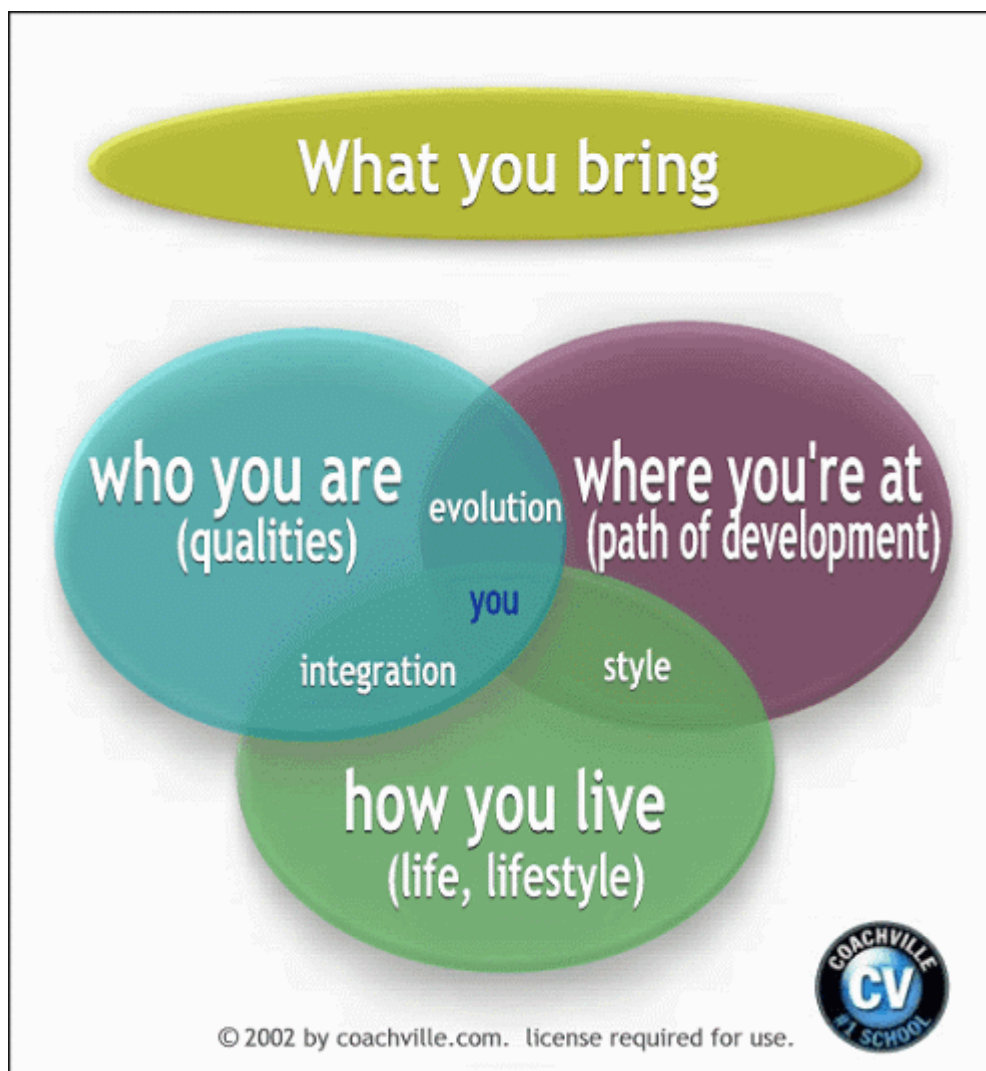 What you bring
who you are
(qualities)
evolution
where you're at
(path of development)
you
integration
style
how you live
(life, lifestyle)
COACHVILLE
CV
#1 SCHOOL
© 2002 by coachville.com. license required for use.